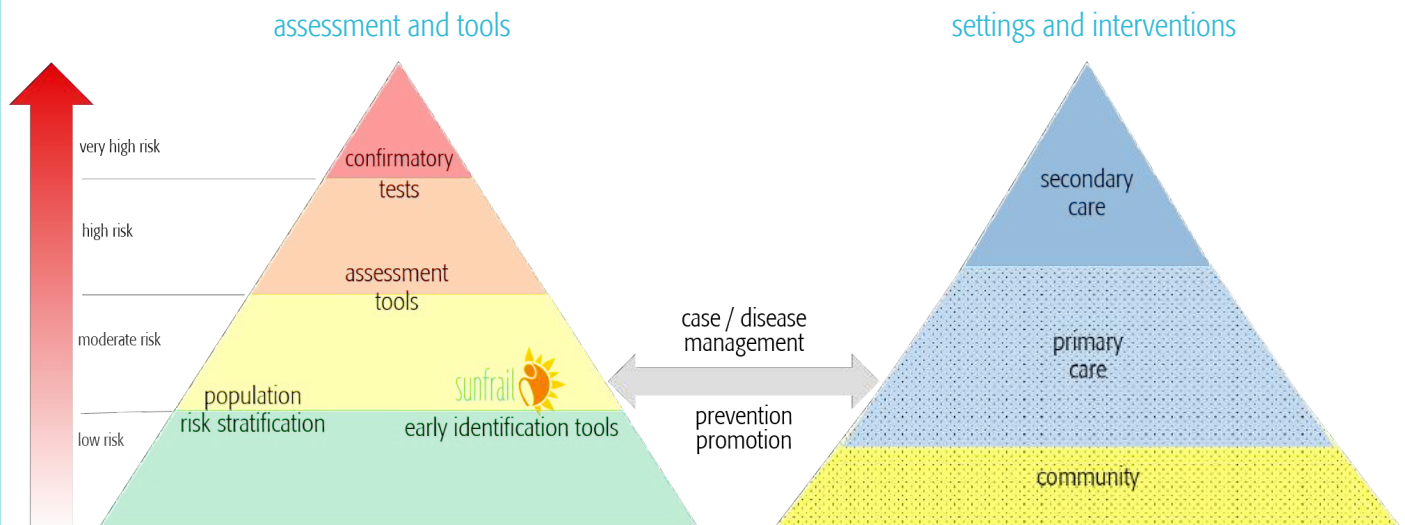 assessment and tools
very high risk
high risk
moderate risk
low risk
confirmatory
tests
assessment
tools
population
risk stratification
sunfrail
early identification tools
case / disease
management
prevention
promotion
settings and interventions
secondary
care
primary
care
community